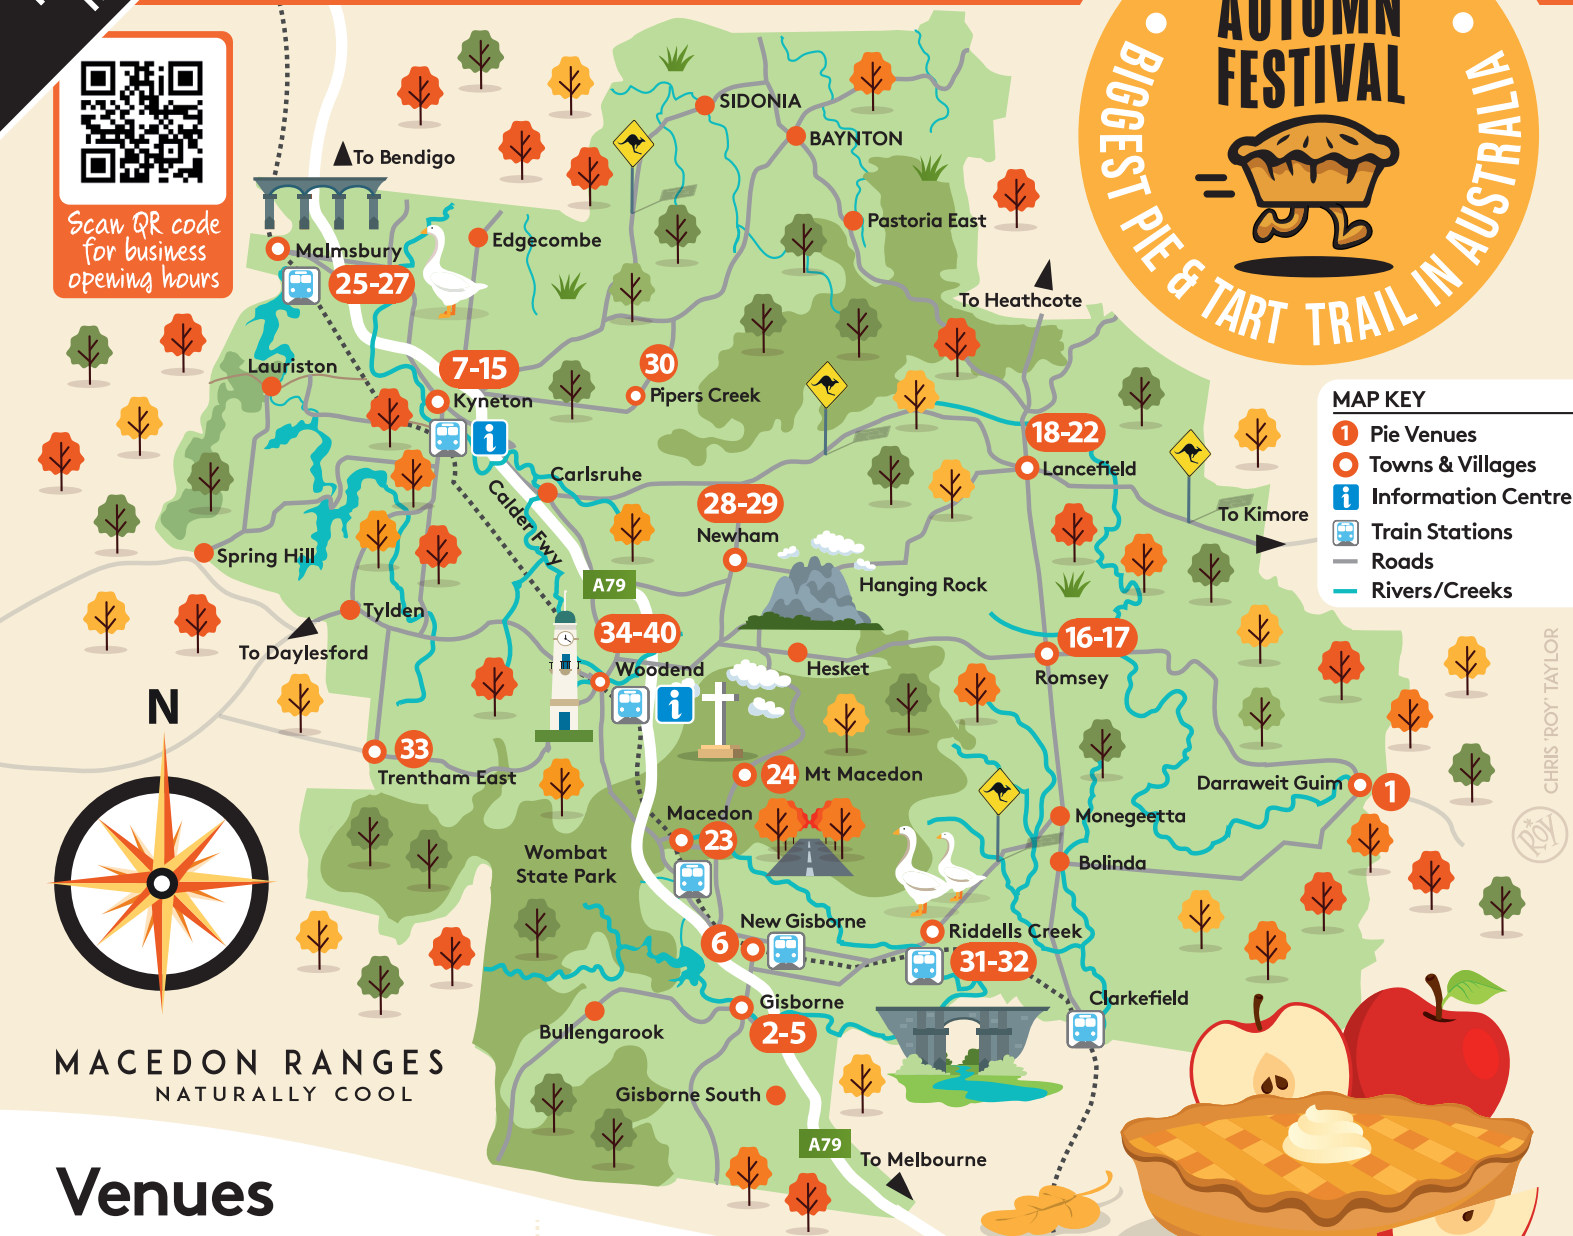 AUTUMN
FESTIVAL
BIGGEST PIE & TART TRAIL IN AUSTRALIA
Scan QR code
for business
opening hours
To Bendigo
SIDONIA
BAYNTON
Malmsbury
25-27
Edgecombe
Pastoria East
To Heathcote
Lauriston
7-15
Kyneton
30
Pipers Creek
18-22
Lancefield
MAP KEY
1 Pie Venues
Towns & Villages
i Information Centre
Train Stations
Roads
Rivers/Creeks
i
Carlsruhe
Calder Fwy
28-29
Newham
To Kimore
Spring Hill
A79
Hanging Rock
Tylden
To Daylesford
34-40
Woodend
i
Hesket
16-17
Romsey
N
33
Trentham East
24 Mt Macedon
Darraweit Guim
1
Macedon
23
Monegeetta
Bolinda
Wombat
State Park
New Gisborne
6
Riddells Creek
31-32
Gisborne
2-5
Clarkefield
Bullengarook
Gisborne South
A79
To Melbourne
MACEDON RANGES
NATURALLY COOL
CHRIS 'ROY' TAYLOR
ROY
Venues